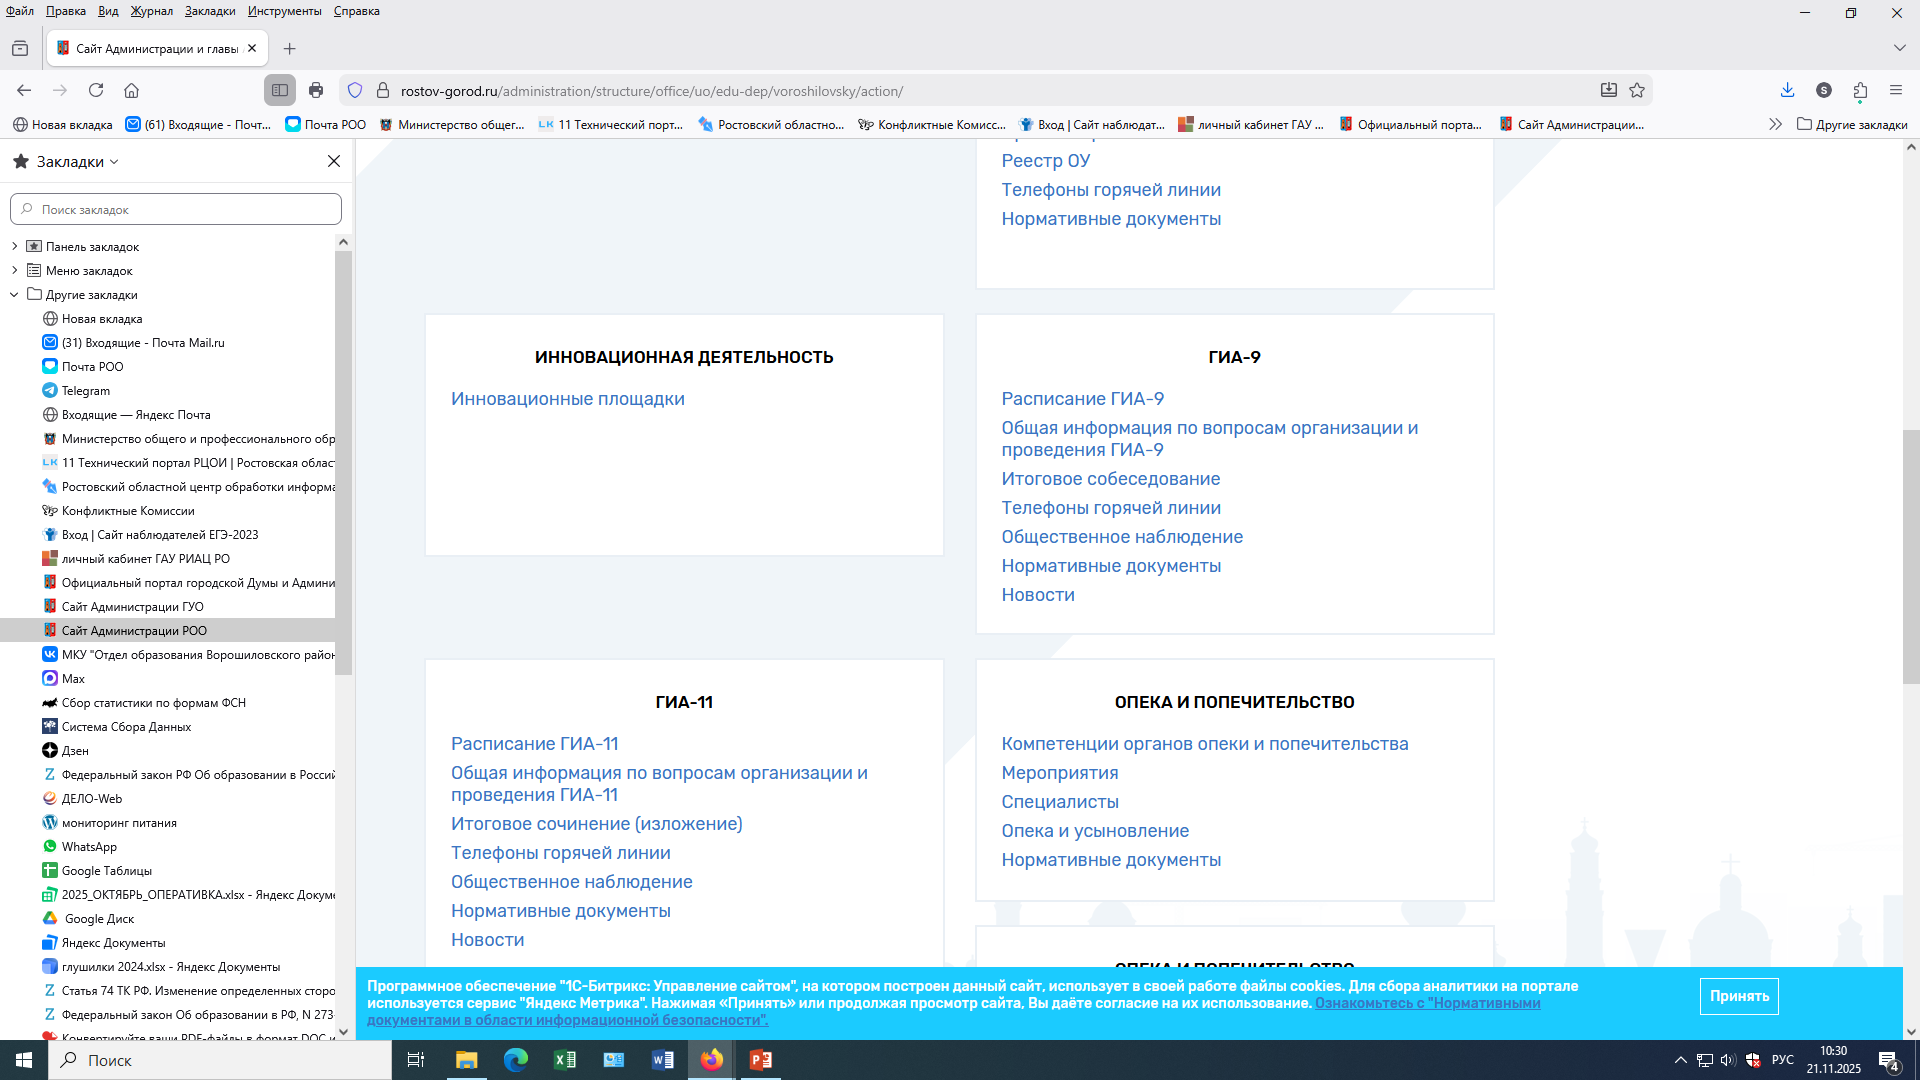 Файл Правка Вид Журнал Закладки Инструменты Справка
Сайт Администрации и главы
rostov-gorod.ru/administration/structure/office/uo/edu-dep/voroshilovsky/action/
S
Новая вкладка
(61) Входящие - Почт...
Почта РОО
Министерство общег...
LK 11 Технический порт...
Ростовский областно...
Конфликтные Комисс...
Вход | Сайт наблюдат...
личный кабинет ГАУ ...
Официальный порта...
Сайт Администрации...
Другие закладки
Закладки
Поиск закладок
Панель закладок
Меню закладок
Другие закладки
Новая вкладка
(31) Входящие - Почта Mail.ru
Почта РОО
Telegram
Входящие — Яндекс Почта
Министерство общего и профессионального обр
LK 11 Технический портал РЦОИ | Ростовская област
Ростовский областной центр обработки информа
Конфликтные Комиссии
Вход | Сайт наблюдателей ЕГЭ-2023
личный кабинет ГАУ РИАЦ РО
Официальный портал городской Думы и Админи
Сайт Администрации ГУО
Сайт Администрации РОО
МКУ "Отдел образования Ворошиловского район
Max
Сбор статистики по формам ФСН
Система Сбора Данных
Дзен
Федеральный закон РФ Об образовании в Россий
ДЕЛО-Web
мониторинг питания
WhatsApp
Google Таблицы
2025_ОКТЯБРЬ_ОПЕРАТИВКА.xlsx - Яндекс Докуме
Google Диск
Яндекс Документы
глушилки 2024.xlsx - Яндекс Документы
Статья 74 ТК РФ. Изменение определенных сторо
Федеральный закон Об образовании в РФ, N 273-
Конвертируйте ваши PDF-файлы в формат DOC и
Реестр ОУ
Телефоны горячей линии
Нормативные документы
ИННОВАЦИОННАЯ ДЕЯТЕЛЬНОСТЬ
Инновационные площадки
ГИА-9
Расписание ГИА-9
Общая информация по вопросам организации и
проведения ГИА-9
Итоговое собеседование
Телефоны горячей линии
Общественное наблюдение
Нормативные документы
Новости
ГИА-11
Расписание ГИА-11
Общая информация по вопросам организации и
проведения ГИА-11
Итоговое сочинение (изложение)
Телефоны горячей линии
Общественное наблюдение
Нормативные документы
Новости
ОПЕКА И ПОПЕЧИТЕЛЬСТВО
Компетенции органов опеки и попечительства
Мероприятия
Специалисты
Опека и усыновление
Нормативные документы
ОПЕКА И ПОПЕЧИТЕЛЬСТВО
Программное обеспечение "1С-Битрикс: Управление сайтом", на котором построен данный сайт, использует в своей работе файлы cookies. Для сбора аналитики на портале
используется сервис "Яндекс Метрика". Нажимая «Принять» или продолжая просмотр сайта, Вы даёте согласие на их использование. Ознакомьтесь с "Нормативными
документами в области информационной безопасности".
Принять
Поиск
РУС
10:30
21.11.2025
4